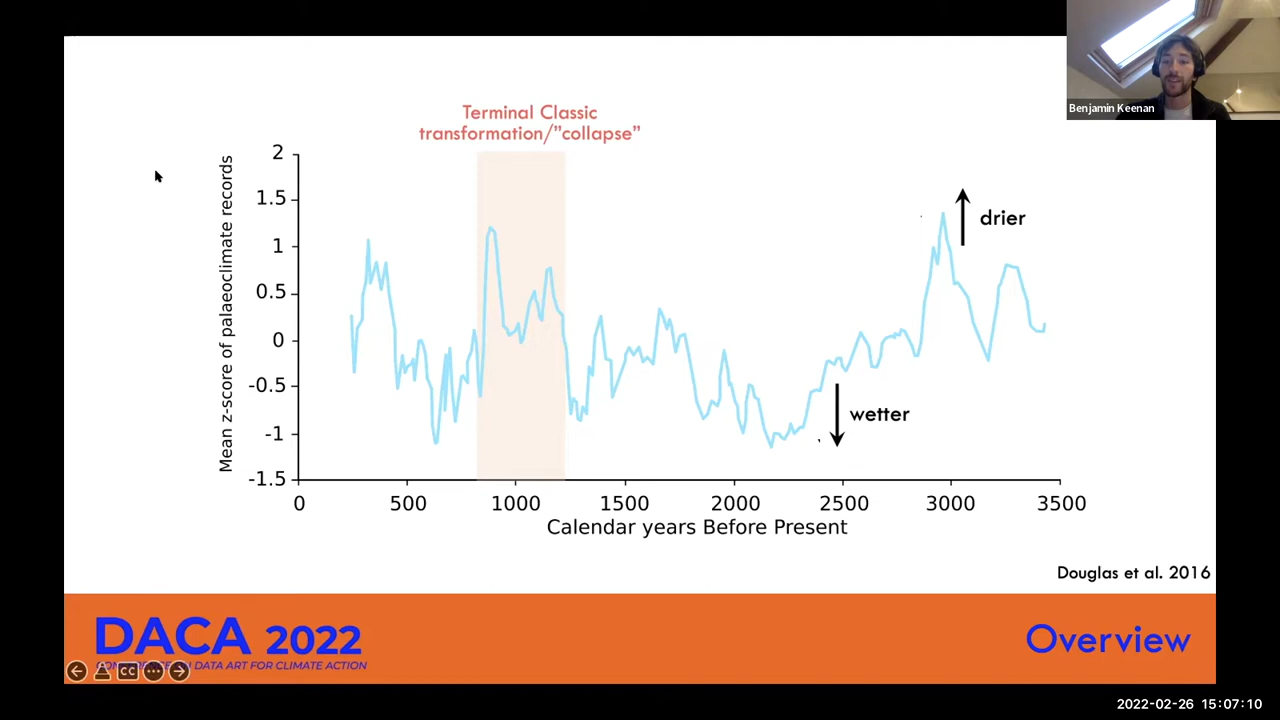 Benjamin Keenan
Terminal Classic
transformation/”collapse”
Mean z-score of palaeoclimate records
2
1.5
1
0.5
0
-0.5
-1
-1.5
drier
wetter
0 500 1000 1500 2000 2500 3000 3500
Calendar years Before Present
Douglas et al. 2016
DACA 2022
DATA ART FOR CLIMATE ACTION
CC
Overview
2022-02-26 15:07:10